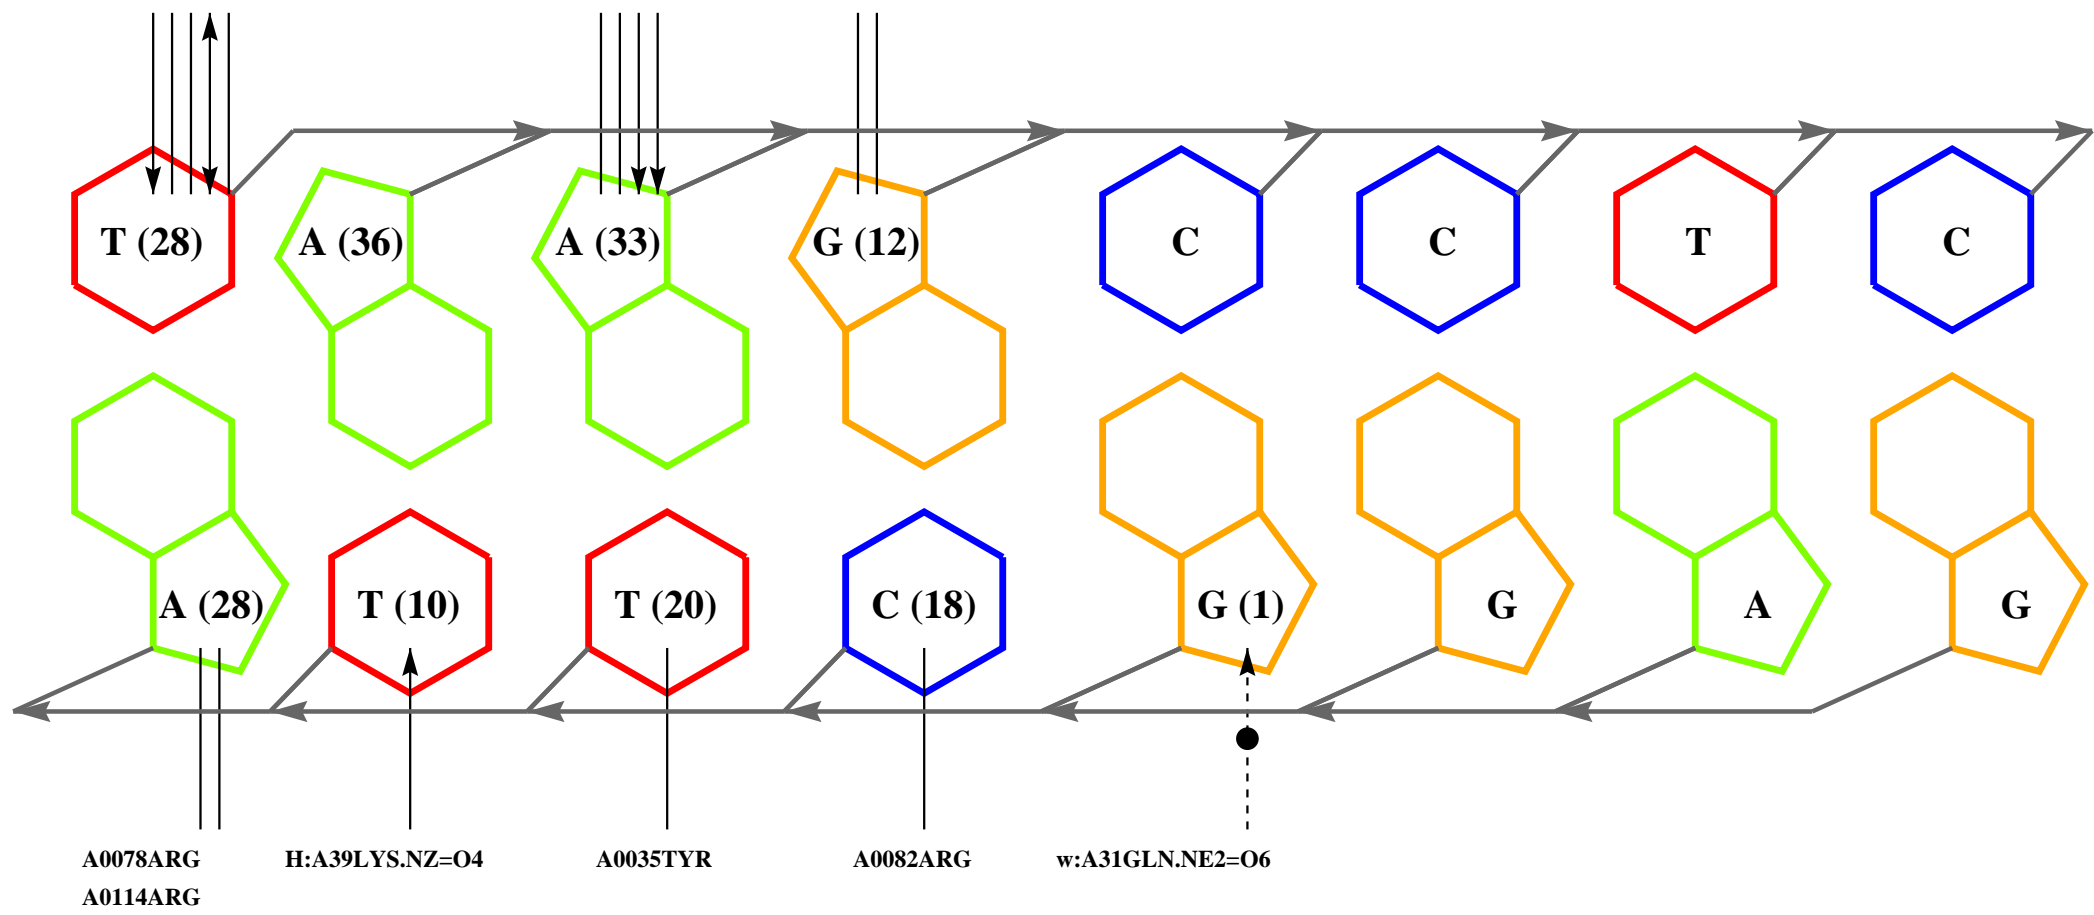 T (28) A (36) A (33) G (12) C C T C
A (28) T (10) T (20) C (18) G (1) G A G
A0078ARG H:A39LYS.NZ=O4 A0035TYR A0082ARG w:A31GLN.NE2=O6
A0114ARG